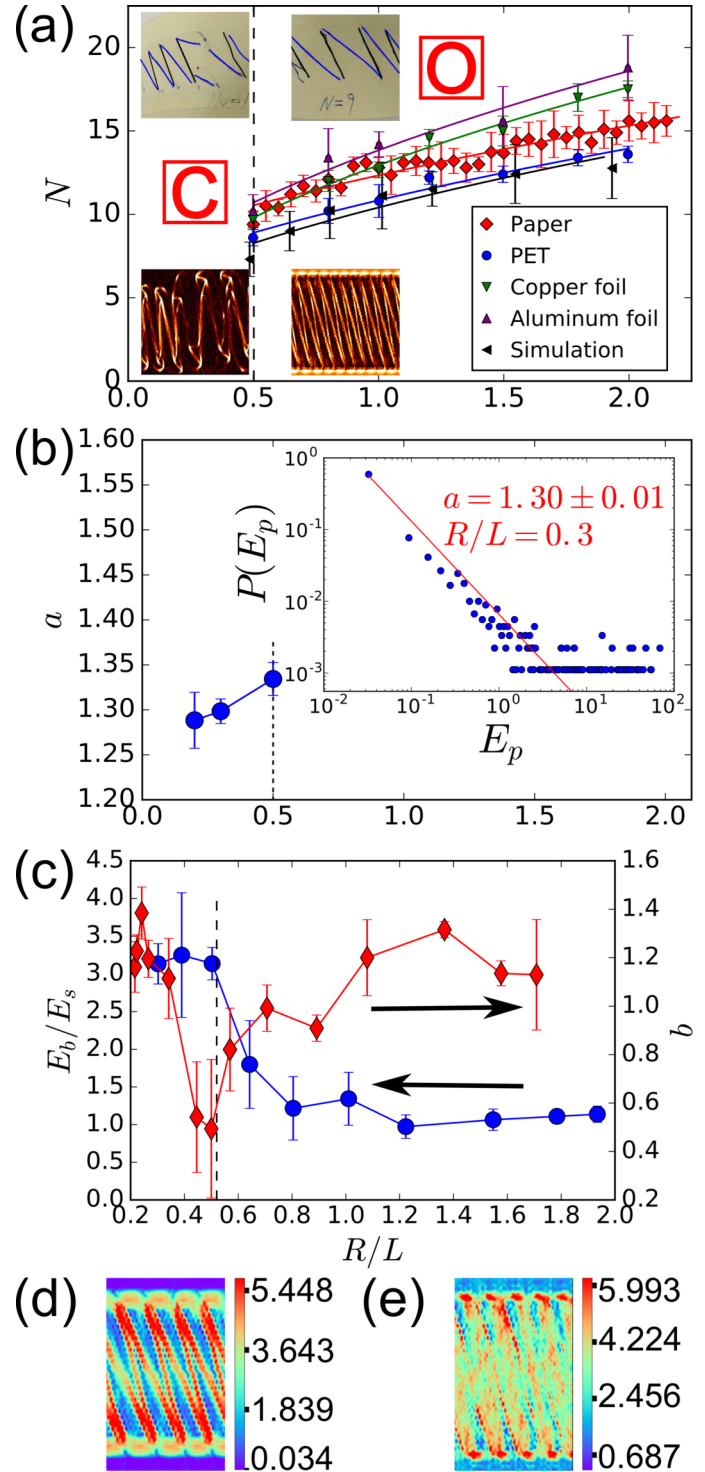 (a)
20
15
10
5
0
N
C
O
N=9
Paper
PET
Copper foil
Aluminum foil
Simulation
0.0 0.5 1.0 1.5 2.0
(b)
1.60
1.55
1.50
1.45
1.40
1.35
1.30
1.25
1.20
a
P(E_p)
10^0
10^-1
10^-2
10^-3
a = 1.30 ± 0.01
R/L = 0.3
10^-2 10^-1 10^0 10^1 10^2
E_p
0.0 0.5 1.0 1.5 2.0
(c)
4.5
4.0
3.5
3.0
2.5
2.0
1.5
1.0
0.5
0.0
E_b/E_s
1.6
1.4
1.2
1.0
0.8
0.6
0.4
0.2
b
0.2 0.4 0.6 0.8 1.0 1.2 1.4 1.6 1.8 2.0
R/L
(d)
5.448
3.643
1.839
0.034
(e)
5.993
4.224
2.456
0.687